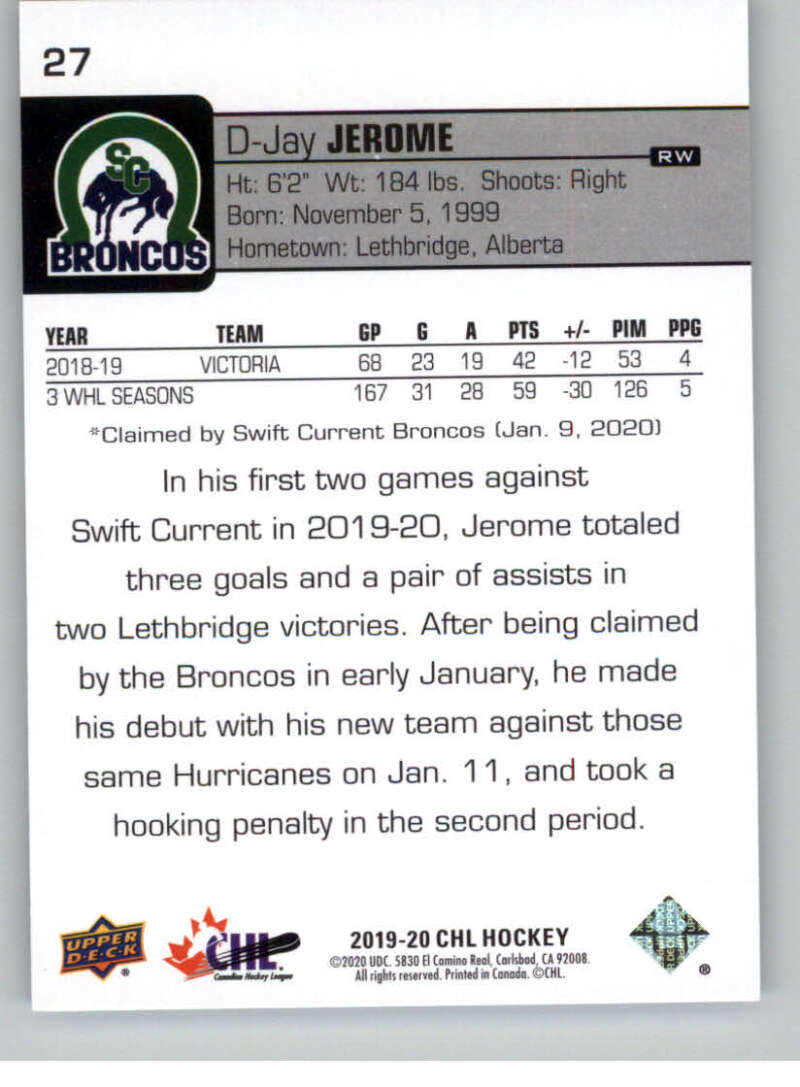 27
SC
BRONCOS
D-Jay JEROME
RW
Ht: 6'2" Wt: 184 lbs. Shoots: Right
Born: November 5, 1999
Hometown: Lethbridge, Alberta
YEAR TEAM GP G A PTS +/- PIM PPG
2018-19 VICTORIA 68 23 19 42 -12 53 4
3 WHL SEASONS 167 31 28 59 -30 126 5
*Claimed by Swift Current Broncos (Jan. 9, 2020)
In his first two games against
Swift Current in 2019-20, Jerome totaled
three goals and a pair of assists in
two Lethbridge victories. After being claimed
by the Broncos in early January, he made
his debut with his new team against those
same Hurricanes on Jan. 11, and took a
hooking penalty in the second period.
UPPER
D·E·C·K
®
CHL.
Canadian Hockey League
2019-20 CHL HOCKEY
©2020 UDC. 5830 El Camino Real, Carlsbad, CA 92008.
All rights reserved. Printed in Canada. ©CHL.
®